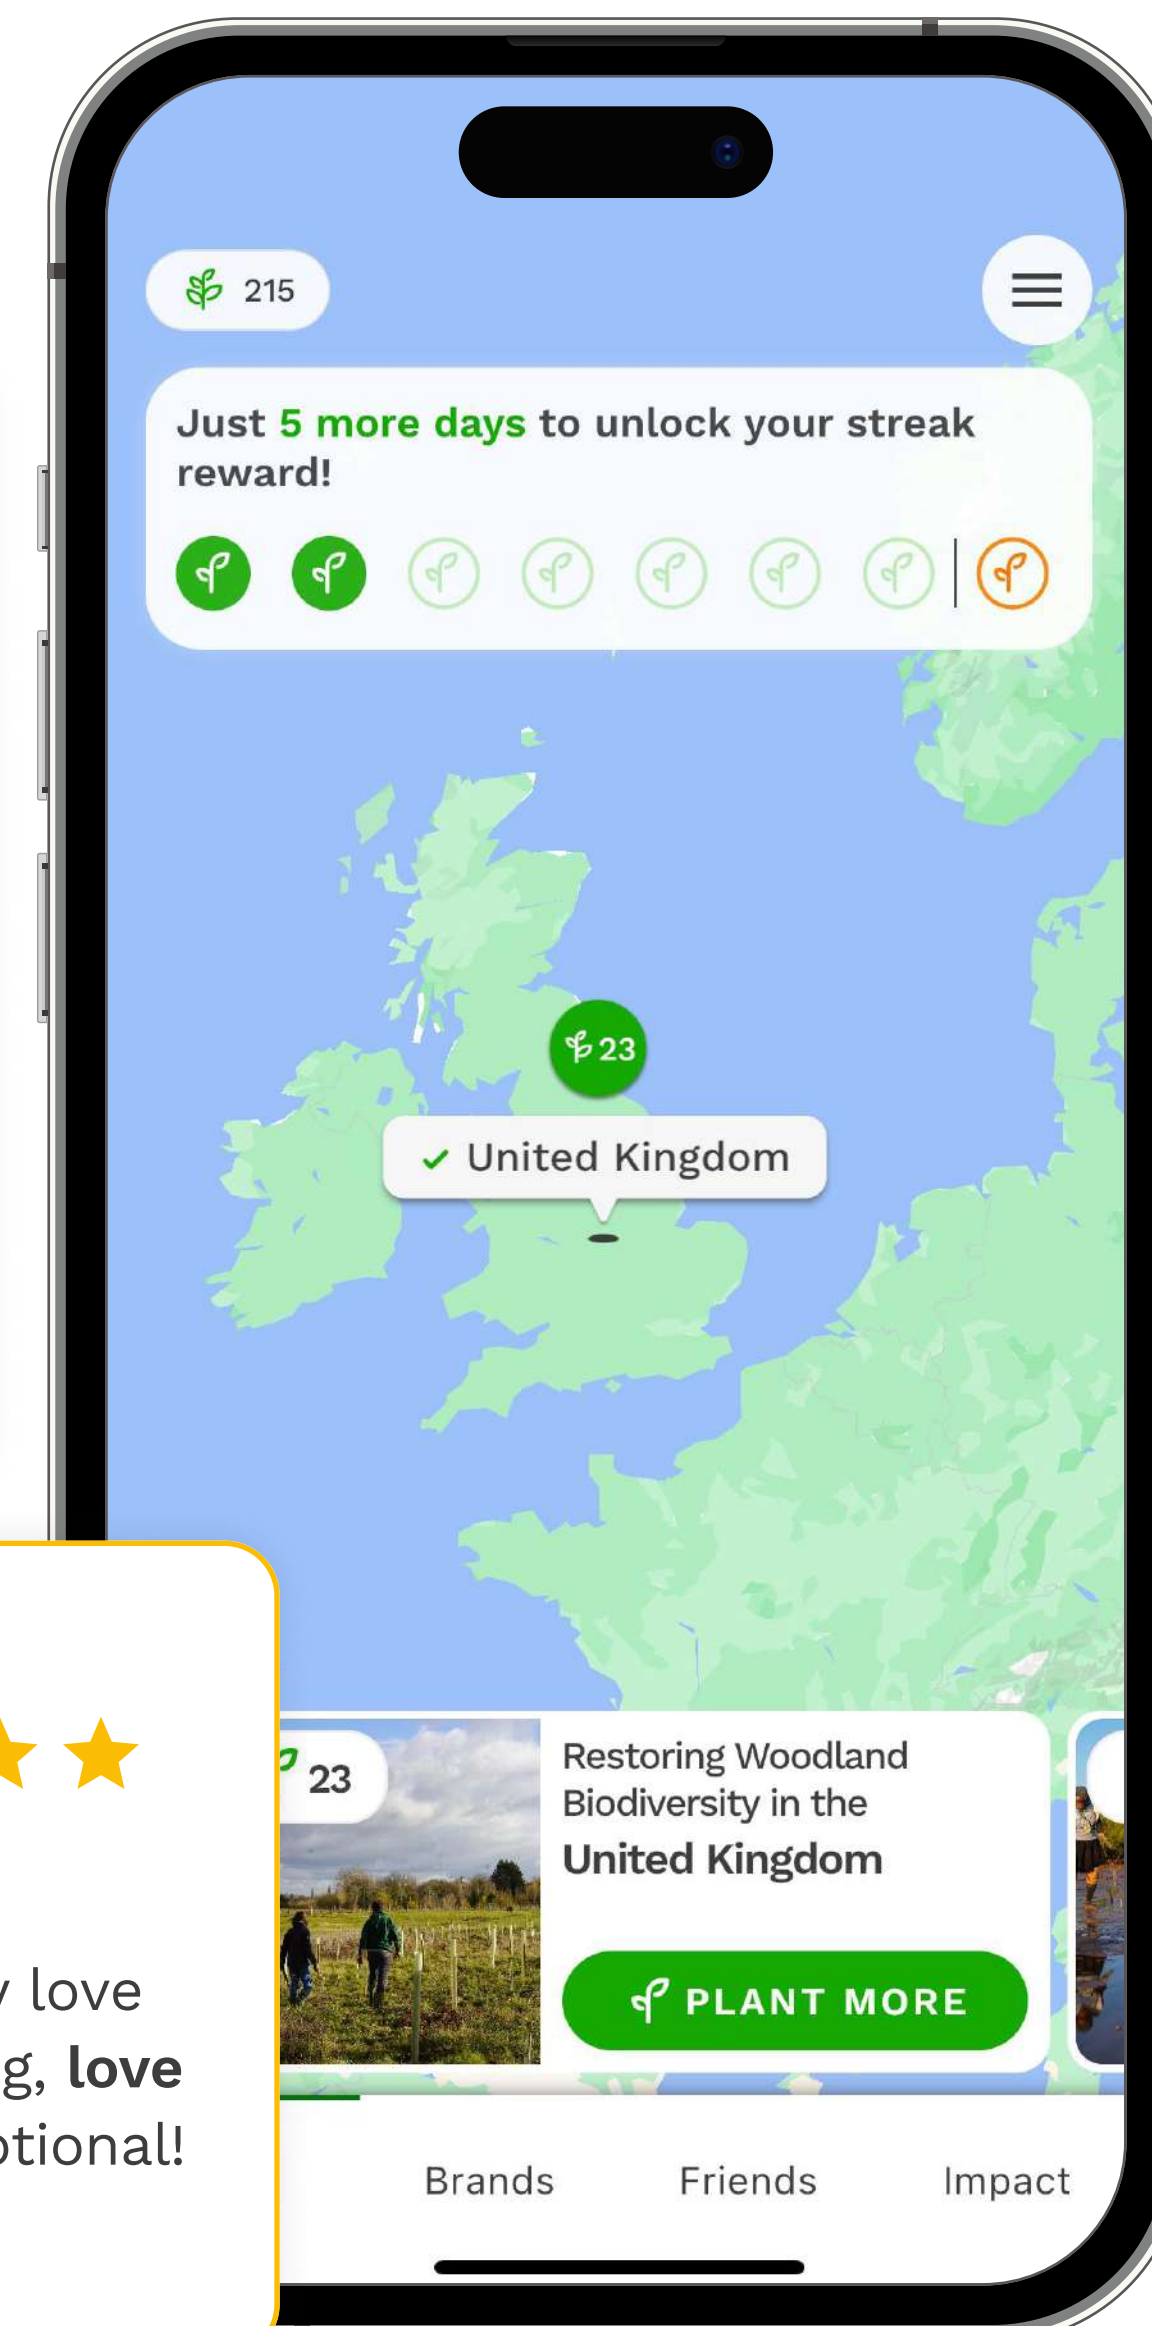 215
Just 5 more days to unlock your streak
reward!
23
United Kingdom
23
Restoring Woodland
Biodiversity in the
United Kingdom
PLANT MORE
love
love
Brands
Friends
Impact